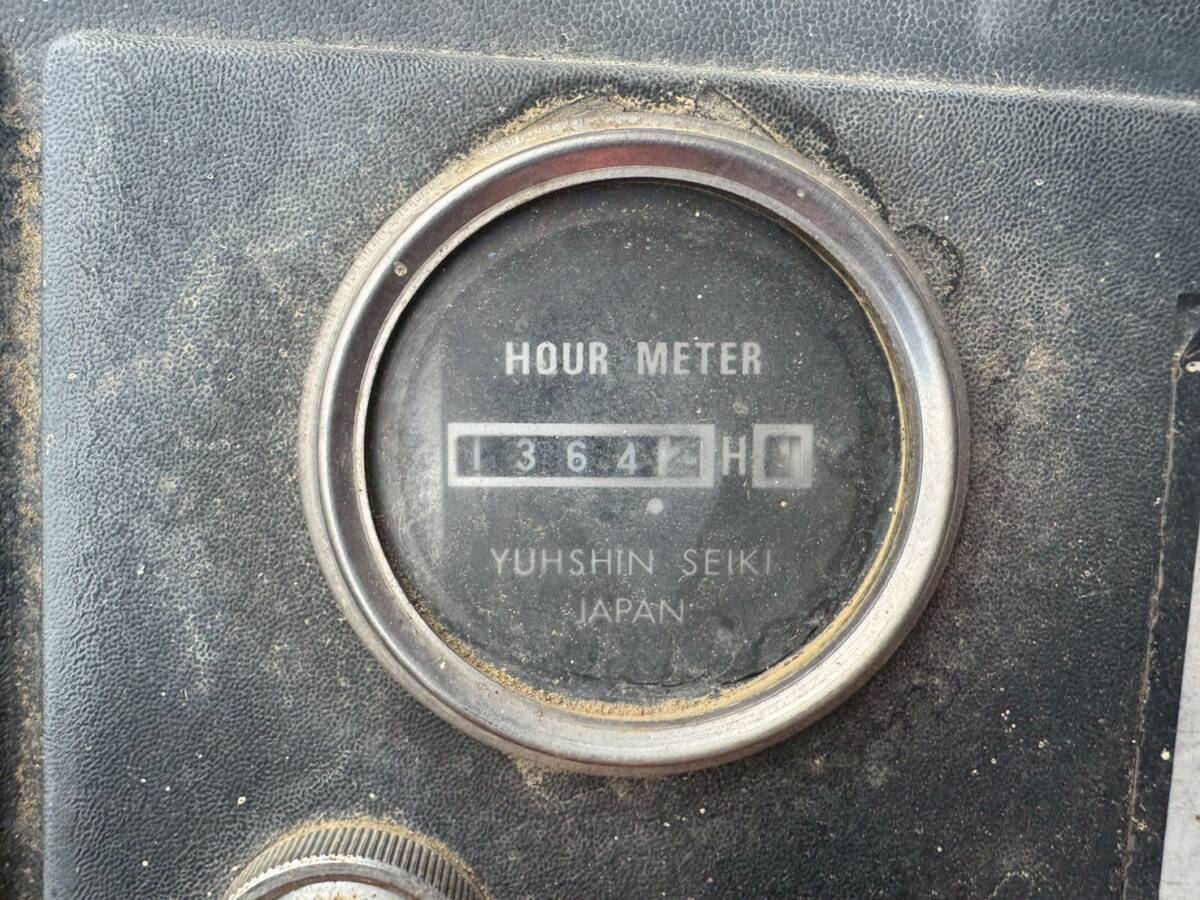 HOUR METER
1364 H
YUHSHIN SEIKI
JAPAN